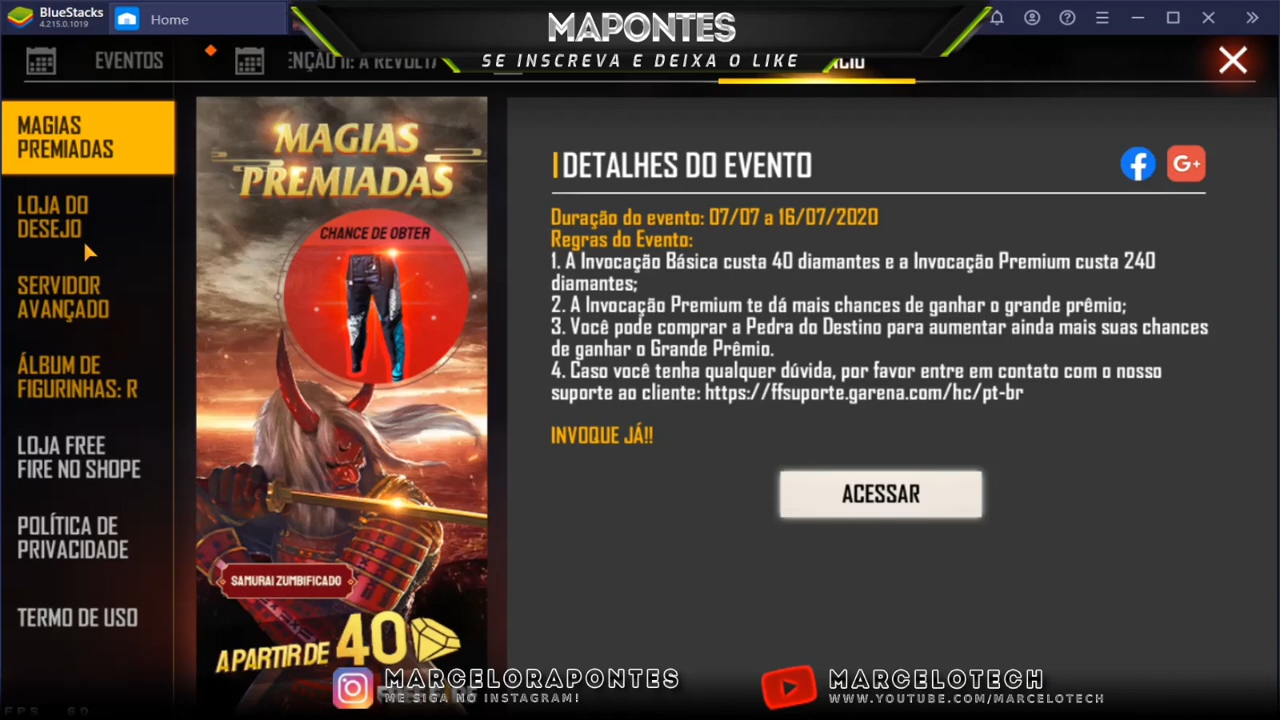 BlueStacks
4.215.0.1019
Home
MAPONTES
SE INSCREVA E DEIXA O LIKE
EVENTOS
MAGIAS
PREMIADAS
LOJA DO
DESEJO
SERVIDOR
AVANÇADO
ÁLBUM DE
FIGURINHAS: R
LOJA FREE
FIRE NO SHOPE
POLÍTICA DE
PRIVACIDADE
TERMO DE USO
MAGIAS
PREMIADAS
CHANCE DE OBTER
SAMURAI ZUMBIFICADO
A PARTIR DE 40
DETALHES DO EVENTO
G+
Duração do evento: 07/07 a 16/07/2020
Regras do Evento:
1. A Invocação Básica custa 40 diamantes e a Invocação Premium custa 240
diamantes;
2. A Invocação Premium te dá mais chances de ganhar o grande prêmio;
3. Você pode comprar a Pedra do Destino para aumentar ainda mais suas chances
de ganhar o Grande Prêmio.
4. Caso você tenha qualquer dúvida, por favor entre em contato com o nosso
suporte ao cliente: https://ffsuporte.garena.com/hc/pt-br
INVOQUE JÁ!!
ACESSAR
MARCELORAPONTES
ME SIGA NO INSTAGRAM!
MARCELOTECH
WWW.YOUTUBE.COM/MARCELOTECH
FPS 60